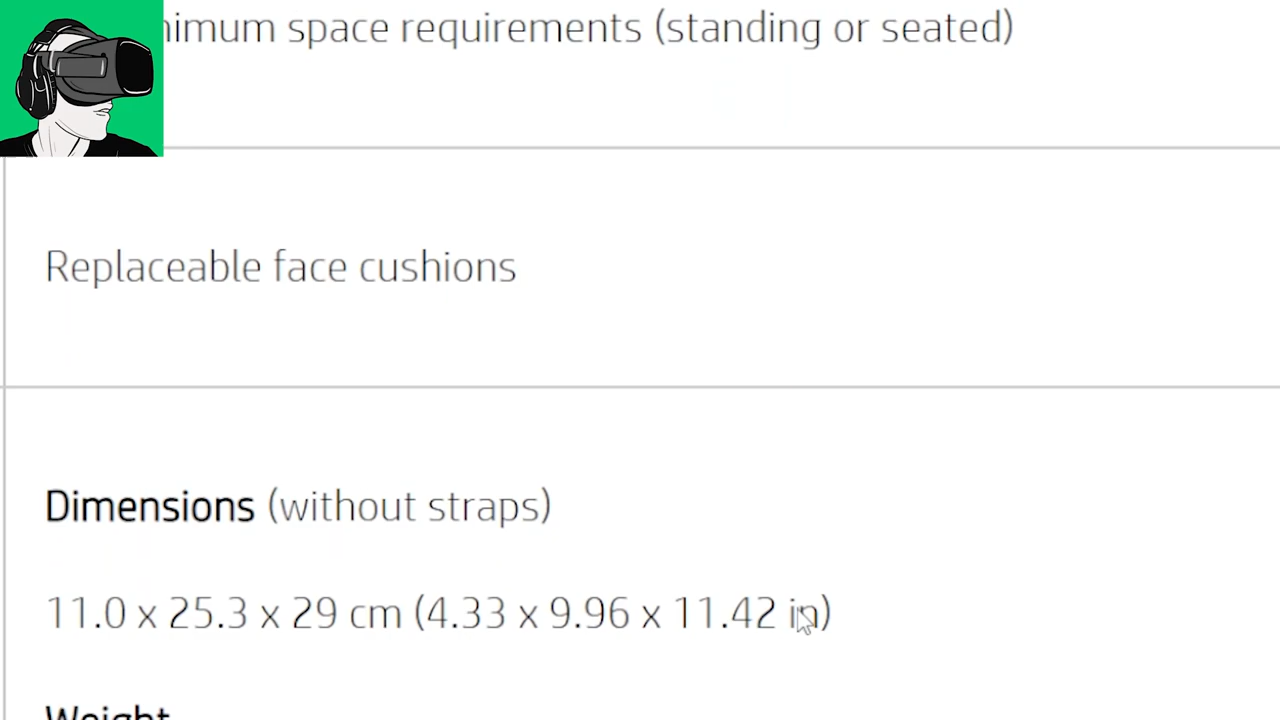 nimum space requirements (standing or seated)
Replaceable face cushions
Dimensions (without straps)
11.0 x 25.3 x 29 cm (4.33 x 9.96 x 11.42 in)
Weight